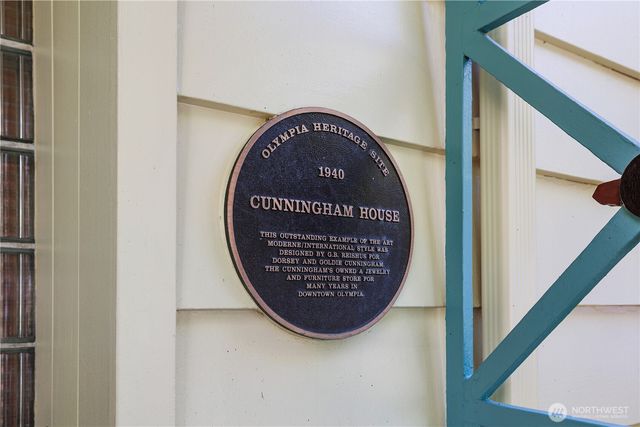 OLYMPIA HERITAGE SITE
1940
CUNNINGHAM HOUSE
THIS OUTSTANDING EXAMPLE OF THE ART
MODERNE/INTERNATIONAL STYLE WAS
DESIGNED BY G.B. REISHUS FOR
DORSEY AND GOLDIE CUNNINGHAM.
THE CUNNINGHAM'S OWNED A JEWELRY
AND FURNITURE STORE FOR
MANY YEARS IN
DOWNTOWN OLYMPIA.
NORTHWEST